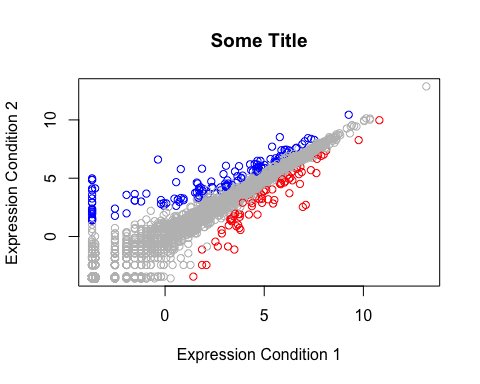 Some Title
Expression Condition 2
10
5
0
0 5 10
Expression Condition 1